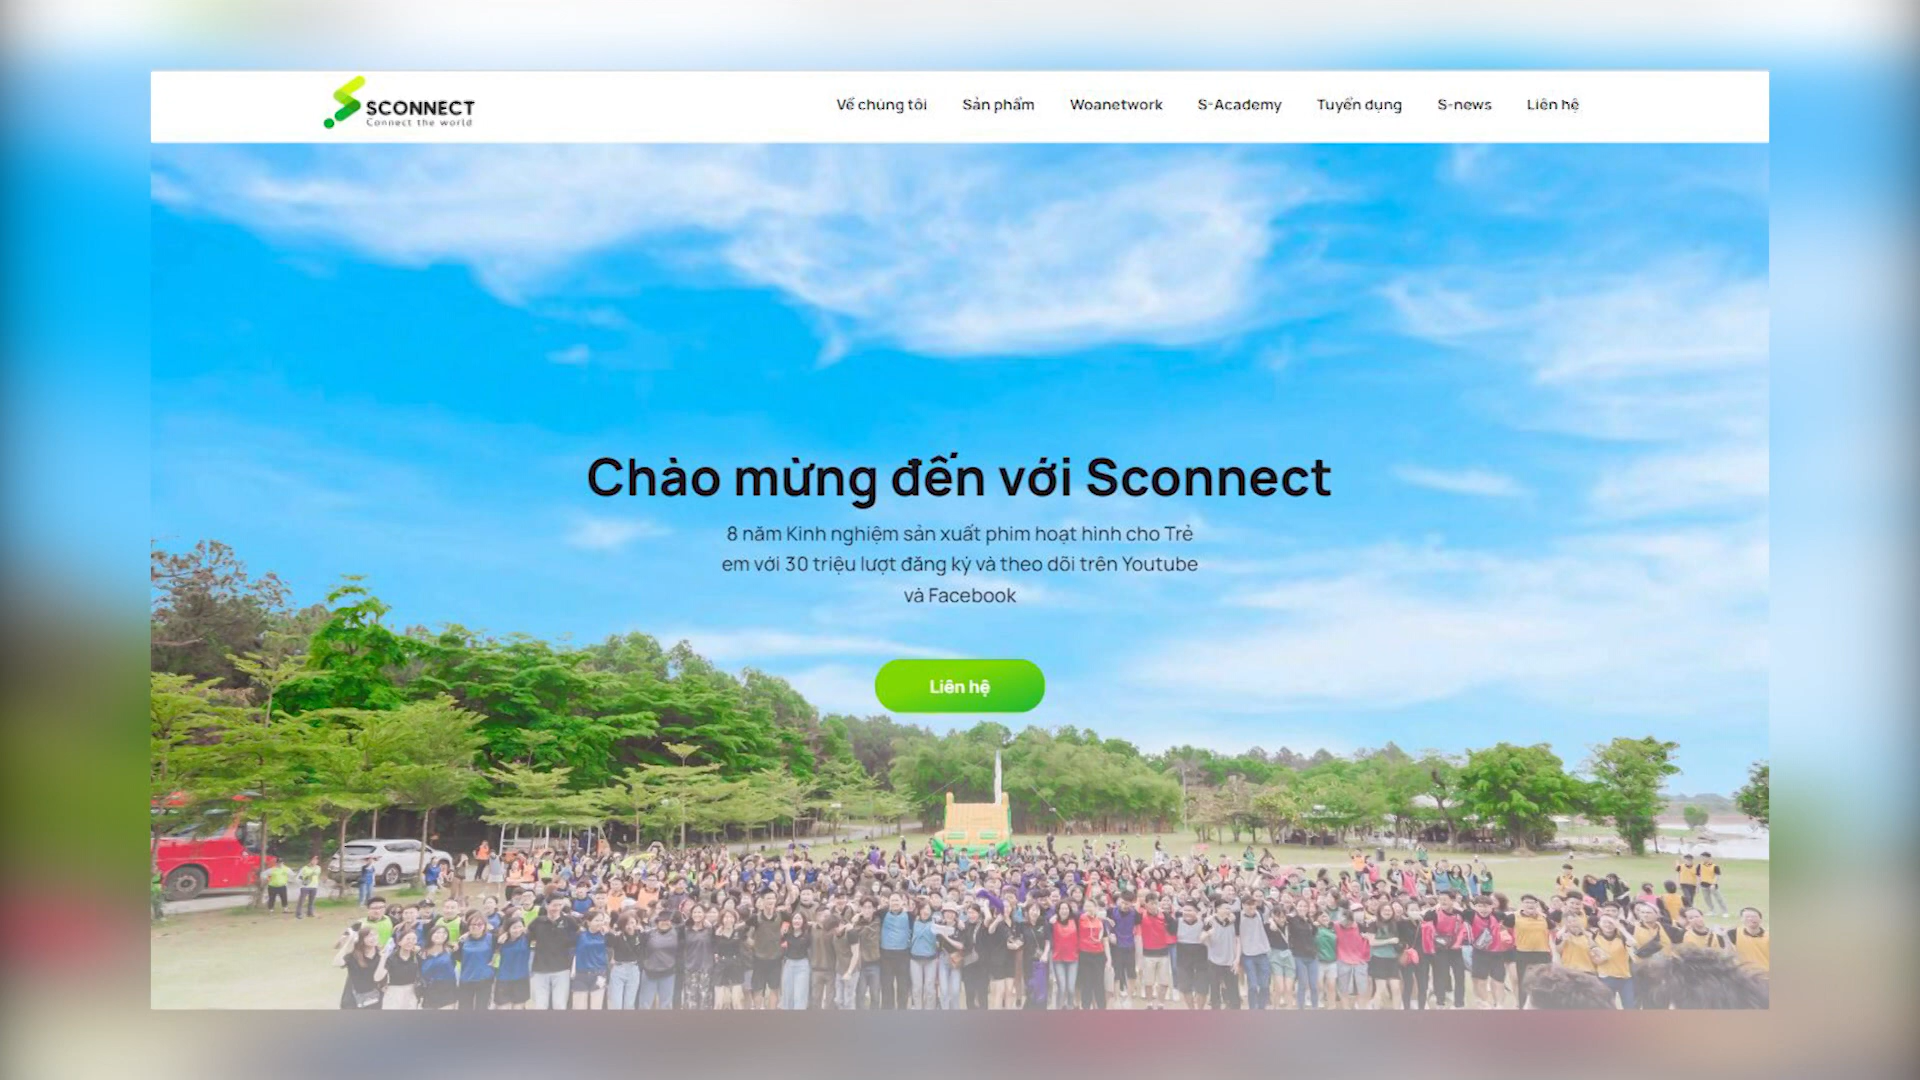 SCONNECT
Connect the world
Về chúng tôi
Sản phẩm
Woanetwork
S-Academy
Tuyển dụng
S-news
Liên hệ
Chào mừng đến với Sconnect
8 năm Kinh nghiệm sản xuất phim hoạt hình cho Trẻ
em với 30 triệu lượt đăng ký và theo dõi trên Youtube
và Facebook
Liên hệ